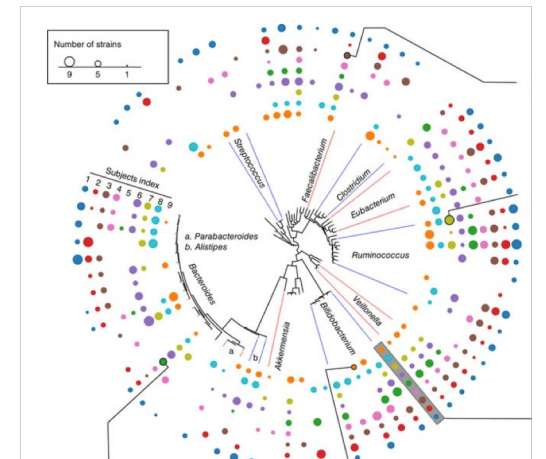 Number of strains
9 5 1
Subjects index
1 2 3 4 5 6 7 8 9
Streptococcus
Faecalibacterium
Clostridium
Eubacterium
Ruminococcus
Veillonella
Bifidobacterium
Akkermensia
Bacteroides
a. Parabacteroides
b. Alistipes
a
b